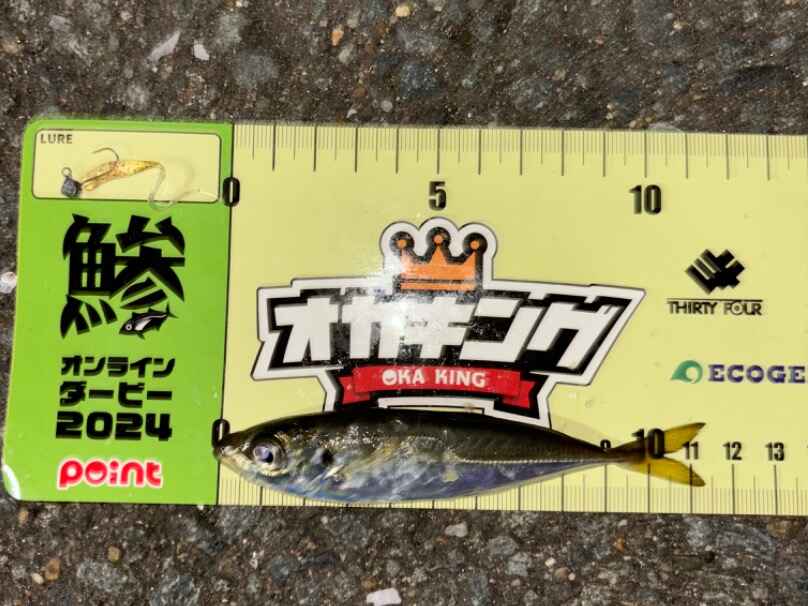 LURE
0
5
10
鯵
オンライン
ダービー
2024
point
オカキング
OKA KING
THIRTY FOUR
ECOGE
0
9
10
11
12
13